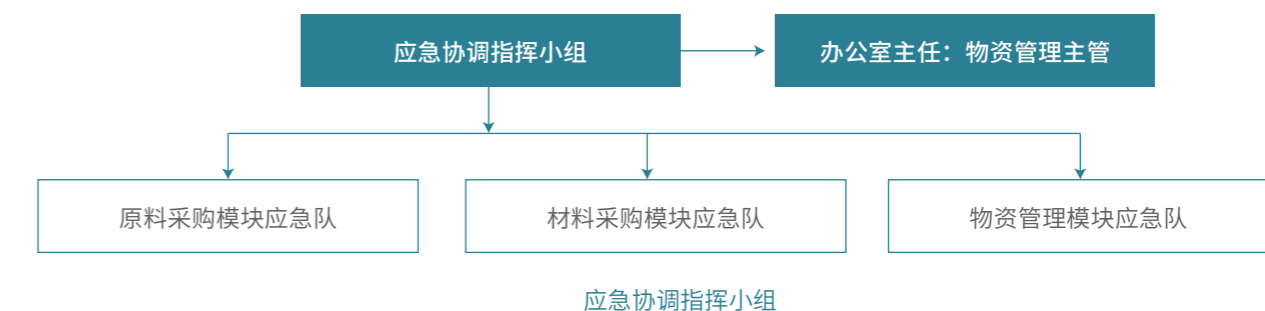 应急协调指挥小组
办公室主任：物资管理主管
原料采购模块应急队
材料采购模块应急队
物资管理模块应急队
应急协调指挥小组